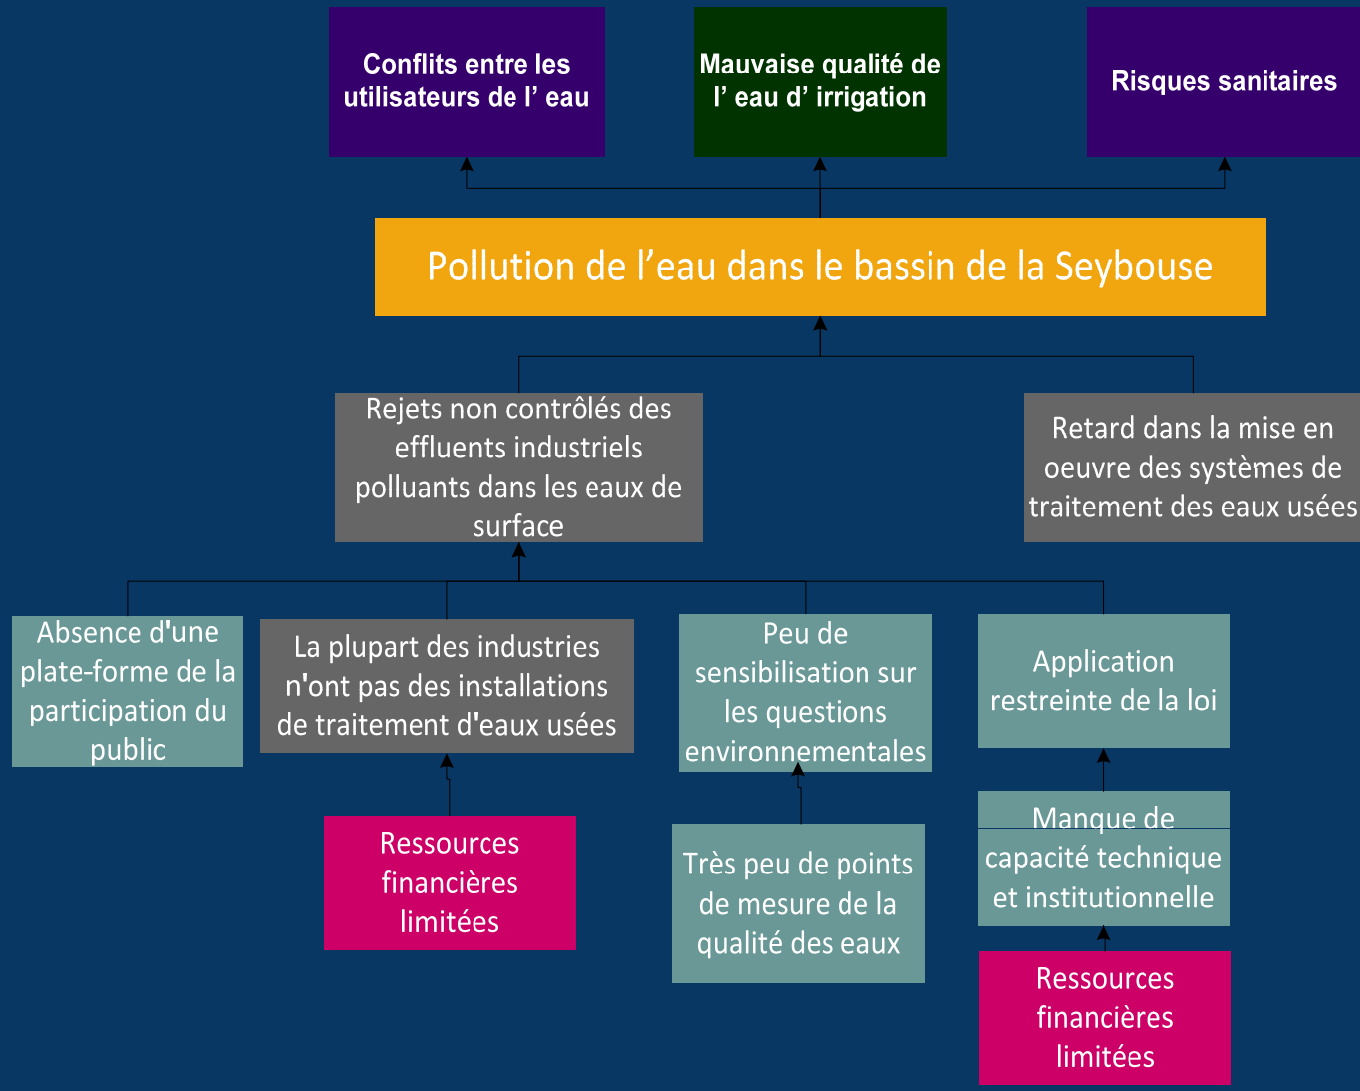 Conflits entre les
utilisateurs de l’ eau
Mauvaise qualité de
l’ eau d’ irrigation
Risques sanitaires
Pollution de l’eau dans le bassin de la Seybouse
Rejets non contrôlés des
effluents industriels
polluants dans les eaux de
surface
Retard dans la mise en
oeuvre des systèmes de
traitement des eaux usées
Absence d'une
plate-forme de la
participation du
public
La plupart des industries
n'ont pas des installations
de traitement d'eaux usées
Peu de
sensibilisation sur
les questions
environnementales
Application
restreinte de la loi
Ressources
financières
limitées
Très peu de points
de mesure de la
qualité des eaux
Manque de
capacité technique
et institutionnelle
Ressources
financières
limitées